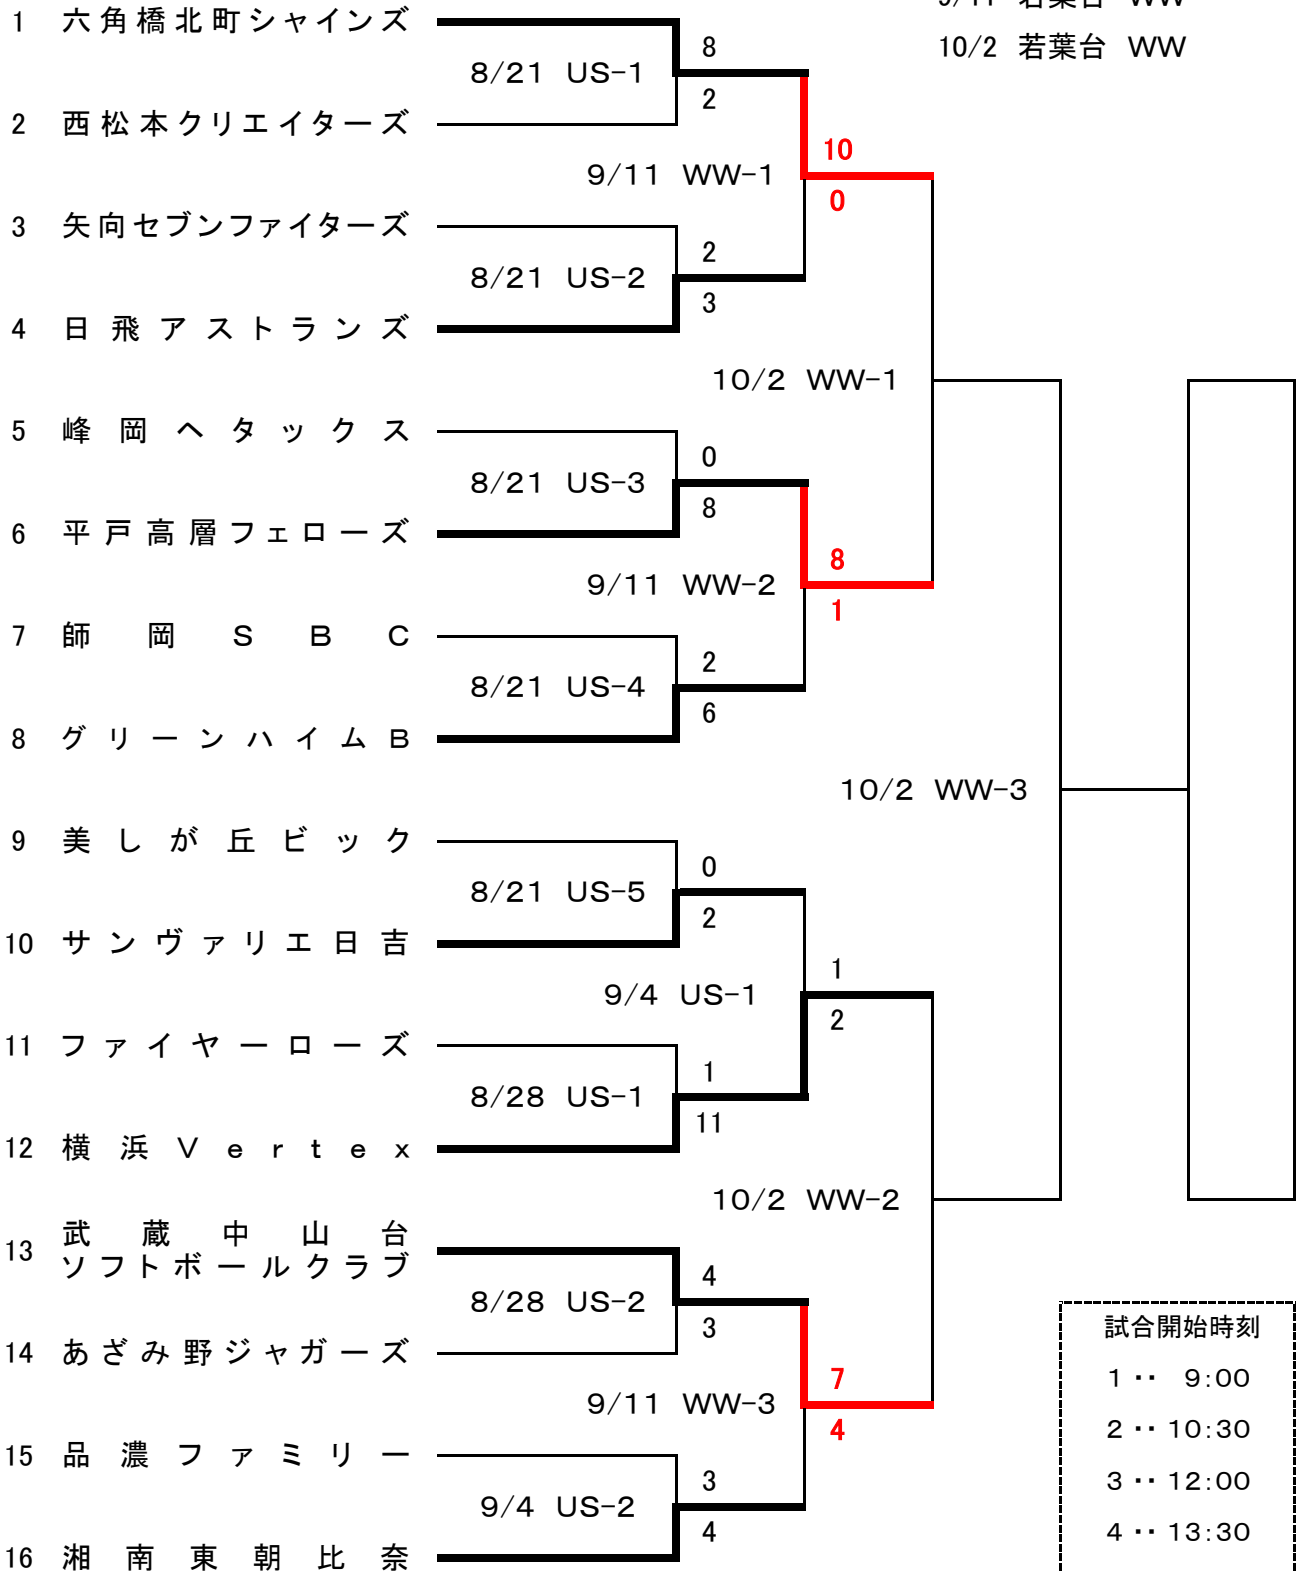 9/11 若葉台 WW
10/2 若葉台 WW
1 六角橋北町シャインズ
8/21 US-1
8
2
2 西松本クリエイターズ
9/11 WW-1
10
0
3 矢向セブンファイターズ
8/21 US-2
2
3
4 日飛アストランズ
10/2 WW-1
5 峰岡ヘタックス
8/21 US-3
0
8
6 平戸高層フェローズ
9/11 WW-2
8
1
7 師岡SBC
8/21 US-4
2
6
8 グリーンハイムB
10/2 WW-3
9 美しが丘ビック
8/21 US-5
0
2
10 サンヴァリエ日吉
9/4 US-1
1
2
11 ファイヤーローズ
8/28 US-1
1
11
12 横浜Vertex
10/2 WW-2
13 武蔵中山台
ソフトボールクラブ
8/28 US-2
4
3
14 あざみ野ジャガーズ
9/11 WW-3
7
4
15 品濃ファミリー
9/4 US-2
3
4
16 湘南東朝比奈
試合開始時刻
1 ‥ 9:00
2 ‥ 10:30
3 ‥ 12:00
4 ‥ 13:30